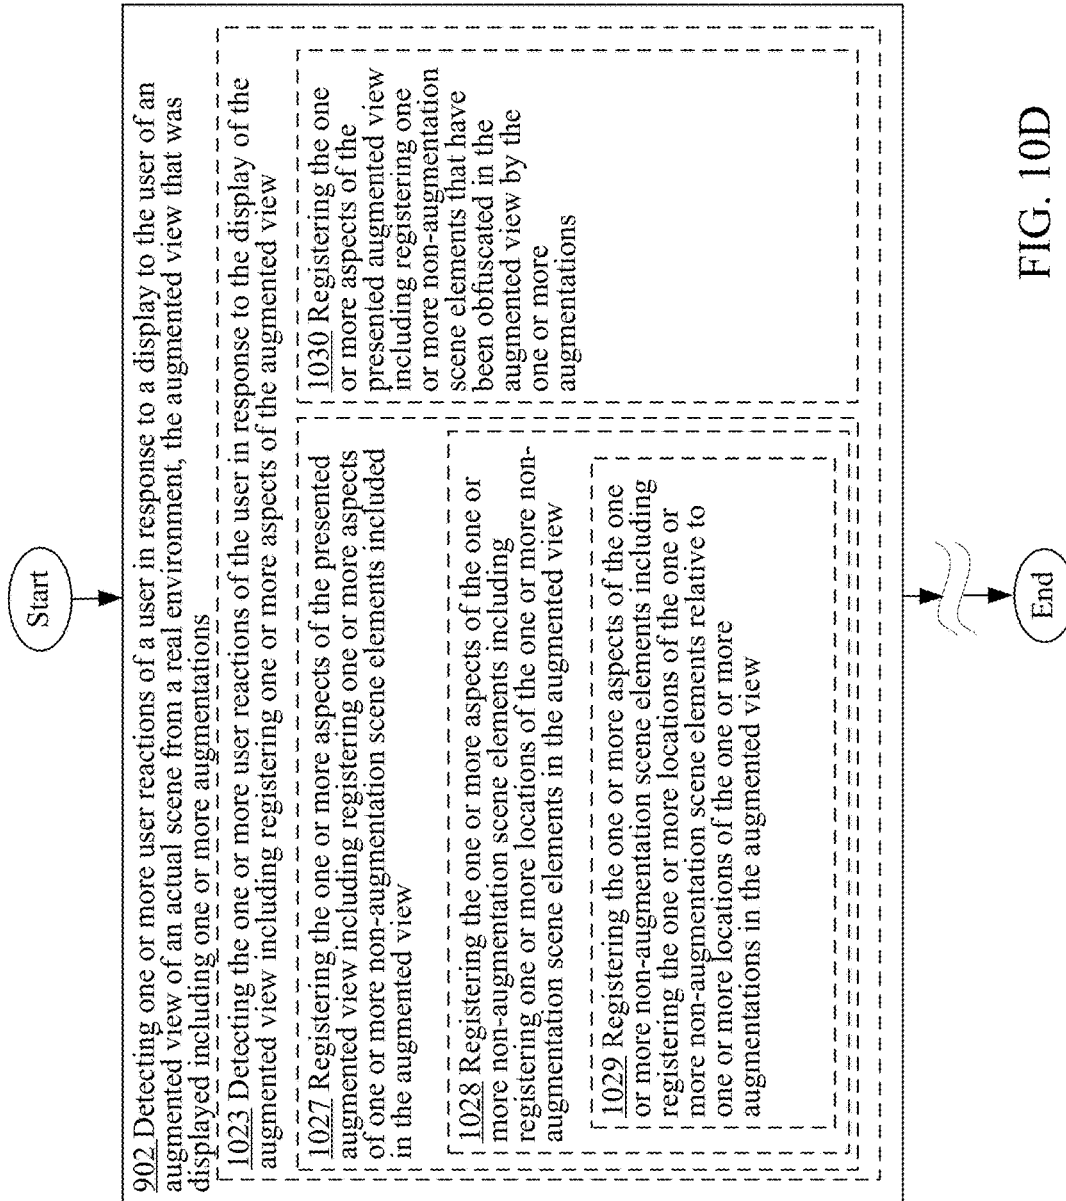 Start
902 Detecting one or more user reactions of a user in response to a display to the user of an
augmented view of an actual scene from a real environment, the augmented view that was
displayed including one or more augmentations
1023 Detecting the one or more user reactions of the user in response to the display of the
augmented view including registering one or more aspects of the augmented view
1027 Registering the one or more aspects of the presented
augmented view including registering one or more aspects
of one or more non-augmentation scene elements included
in the augmented view
1028 Registering the one or more aspects of the one or
more non-augmentation scene elements including
registering one or more locations of the one or more non-
augmentation scene elements in the augmented view
1029 Registering the one or more aspects of the one
or more non-augmentation scene elements including
registering the one or more locations of the one or
more non-augmentation scene elements relative to
one or more locations of the one or more
augmentations in the augmented view
1030 Registering the one
or more aspects of the
presented augmented view
including registering one
or more non-augmentation
scene elements that have
been obfuscated in the
augmented view by the
one or more
augmentations
End
FIG. 10D